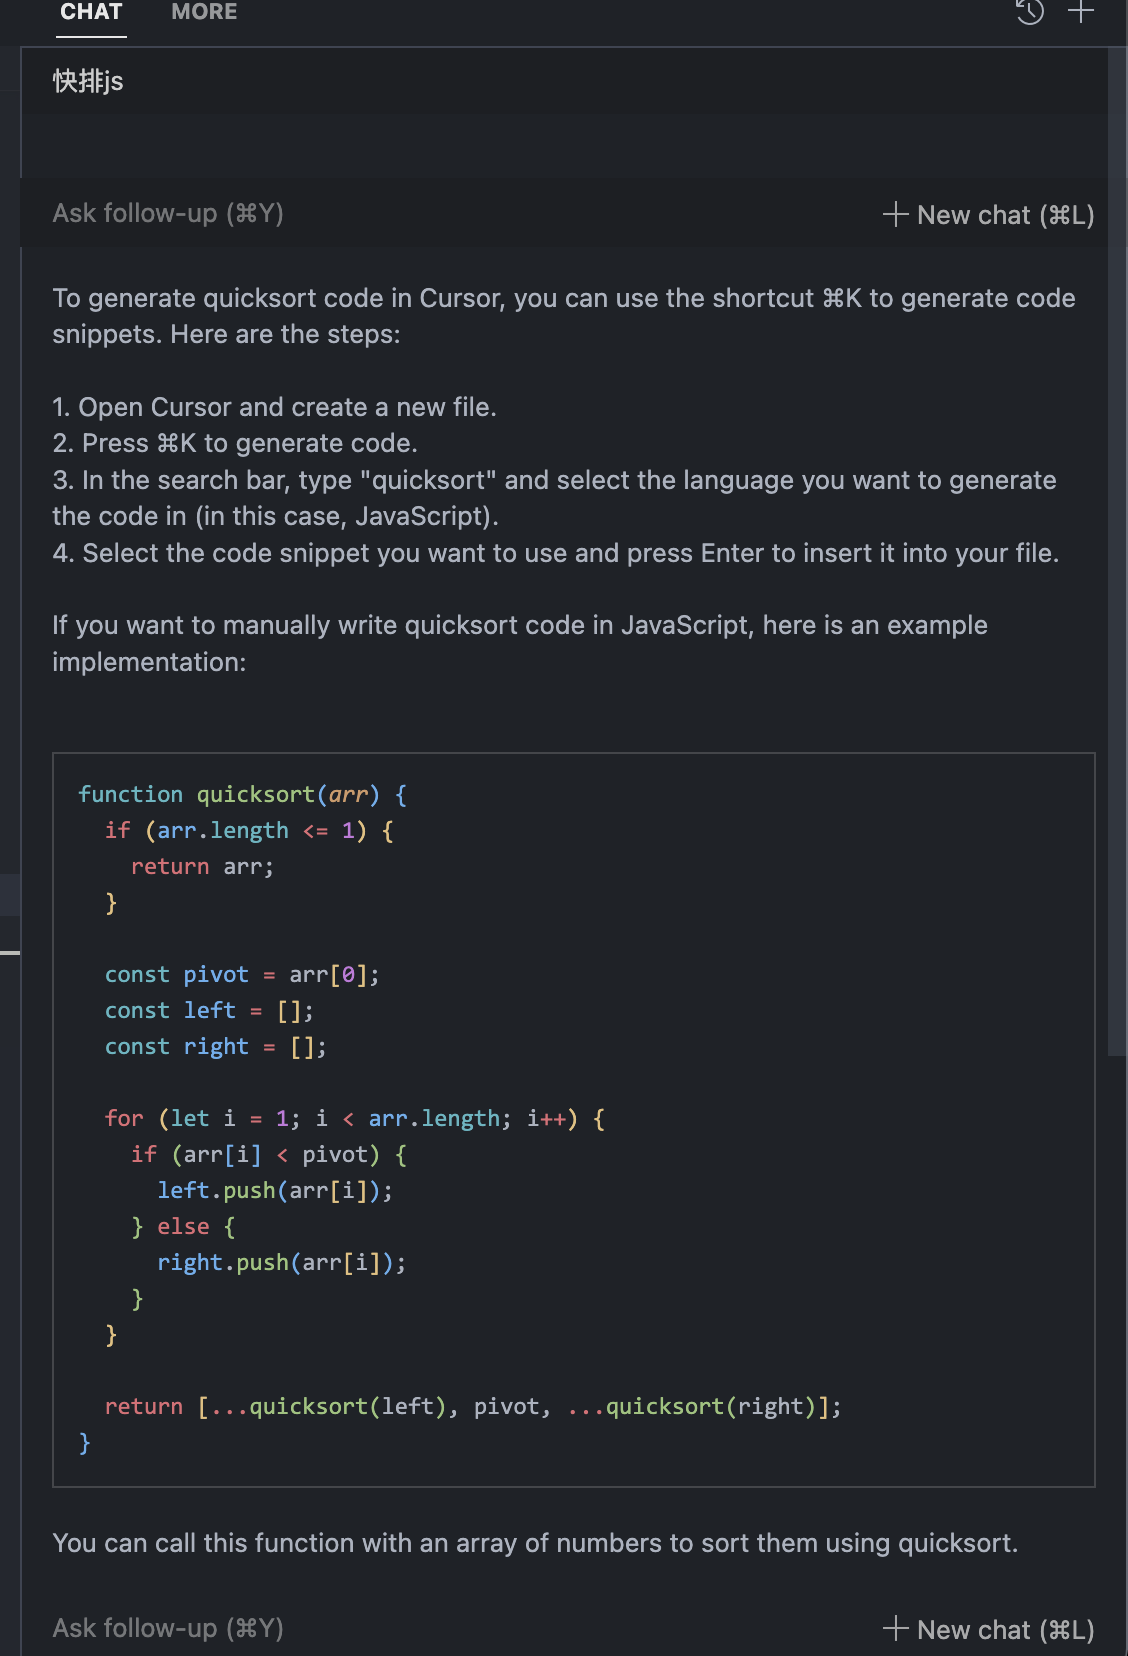 CHAT MORE
快排js
Ask follow-up (⌘Y) + New chat (⌘L)
To generate quicksort code in Cursor, you can use the shortcut ⌘K to generate code
snippets. Here are the steps:
1. Open Cursor and create a new file.
2. Press ⌘K to generate code.
3. In the search bar, type "quicksort" and select the language you want to generate
the code in (in this case, JavaScript).
4. Select the code snippet you want to use and press Enter to insert it into your file.
If you want to manually write quicksort code in JavaScript, here is an example
implementation:
function quicksort(arr) {
  if (arr.length <= 1) {
    return arr;
  }
  const pivot = arr[0];
  const left = [];
  const right = [];
  for (let i = 1; i < arr.length; i++) {
    if (arr[i] < pivot) {
      left.push(arr[i]);
    } else {
      right.push(arr[i]);
    }
  }
  return [...quicksort(left), pivot, ...quicksort(right)];
}
You can call this function with an array of numbers to sort them using quicksort.
Ask follow-up (⌘Y) + New chat (⌘L)